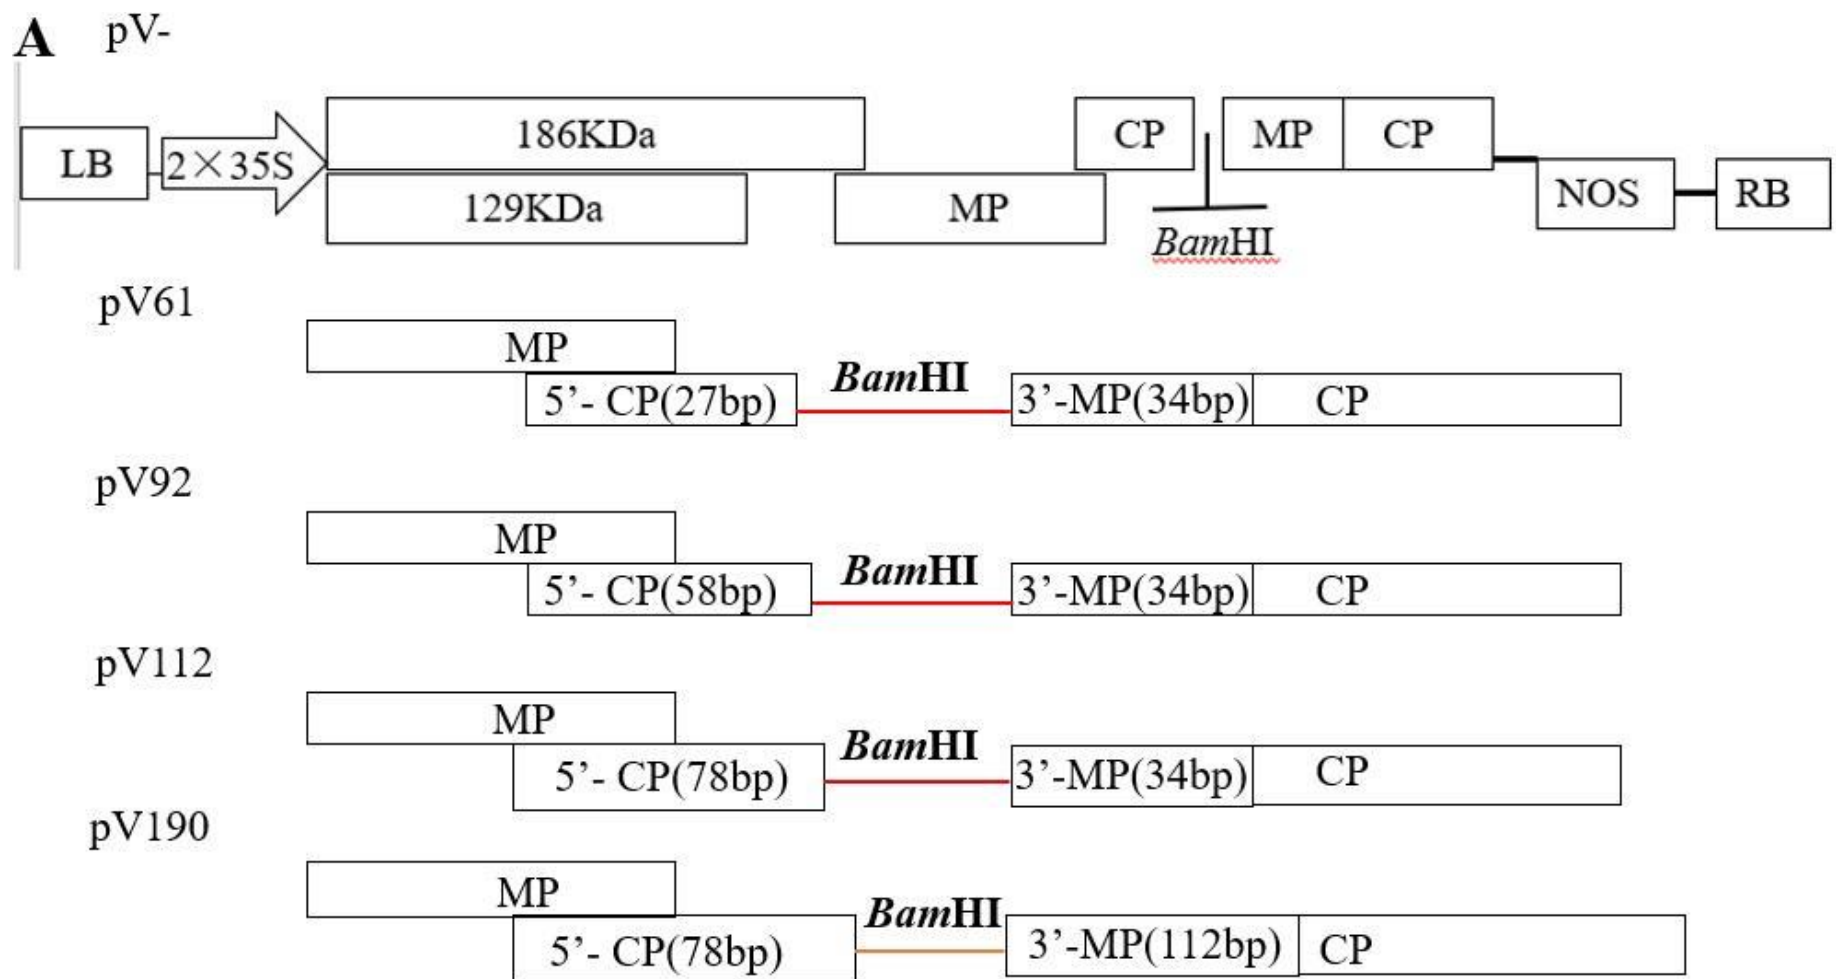 A pV-
LB 2×35S 186KDa CP MP CP
129KDa MP NOS RB
BamHI
pV61
MP
BamHI
5’- CP(27bp) 3’-MP(34bp) CP
pV92
MP
BamHI
5’- CP(58bp) 3’-MP(34bp) CP
pV112
MP
BamHI
5’- CP(78bp) 3’-MP(34bp) CP
pV190
MP
BamHI
5’- CP(78bp) 3’-MP(112bp) CP